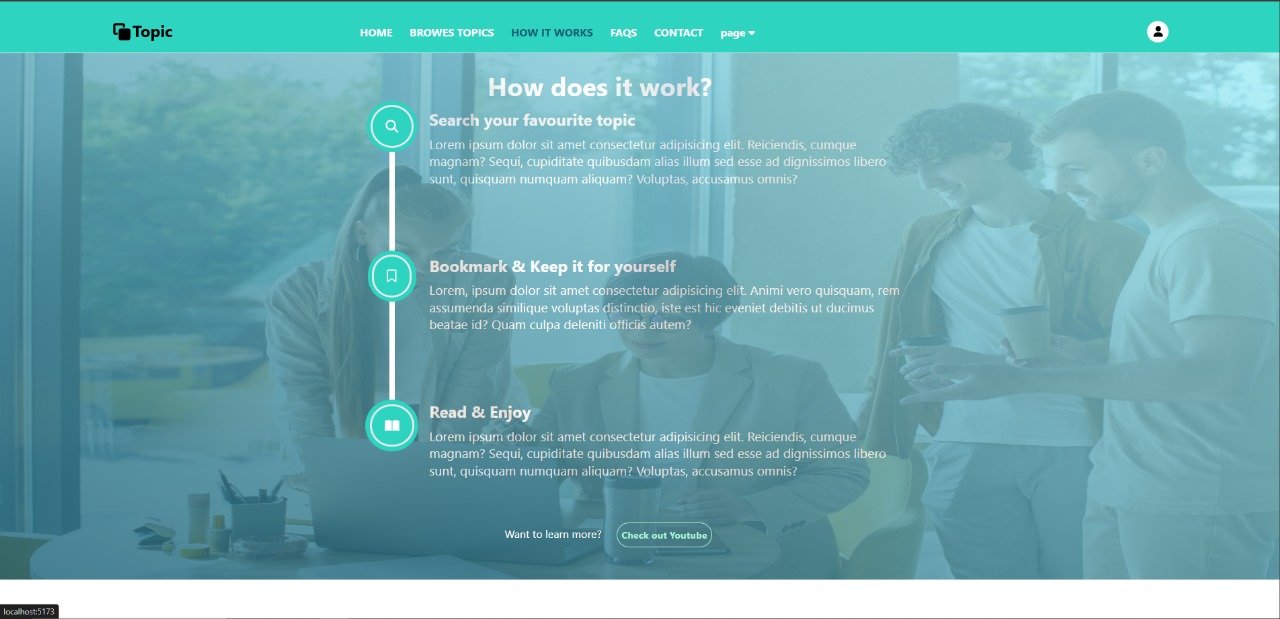 Topic
HOME BROWES TOPICS HOW IT WORKS FAQS CONTACT page
How does it work?
Search your favourite topic
Lorem ipsum dolor sit amet consectetur adipisicing elit. Reiciendis, cumque
magnam? Sequi, cupiditate quibusdam alias illum sed esse ad dignissimos libero
sunt, quisquam numquam aliquam? Voluptas, accusamus omnis?
Bookmark & Keep it for yourself
Lorem, ipsum dolor sit amet consectetur adipisicing elit. Animi vero quisquam, rem
assumenda similique voluptas distinctio, iste est hic eveniet debitis ut ducimus
beatae id? Quam culpa deleniti officiis autem?
Read & Enjoy
Lorem ipsum dolor sit amet consectetur adipisicing elit. Reiciendis, cumque
magnam? Sequi, cupiditate quibusdam alias illum sed esse ad dignissimos libero
sunt, quisquam numquam aliquam? Voluptas, accusamus omnis?
Want to learn more? Check out Youtube
localhost:5173